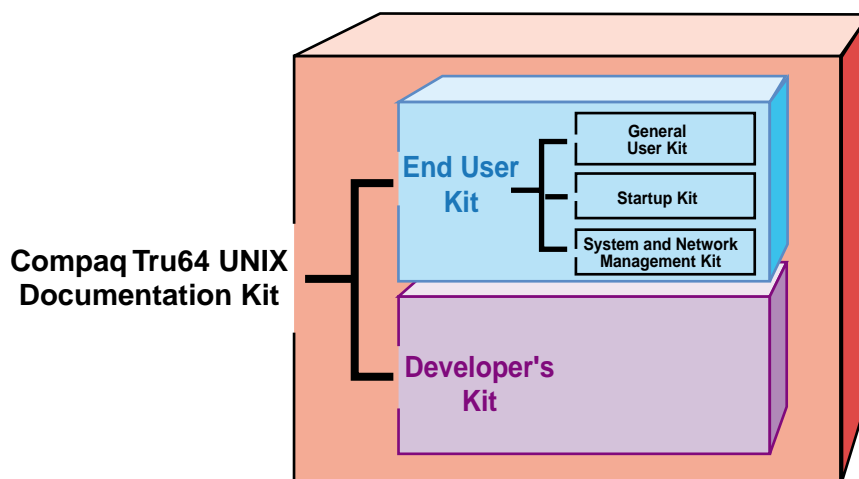 Compaq Tru64 UNIX
Documentation Kit
End User
Kit
General
User Kit
Startup Kit
System and Network
Management Kit
Developer's
Kit